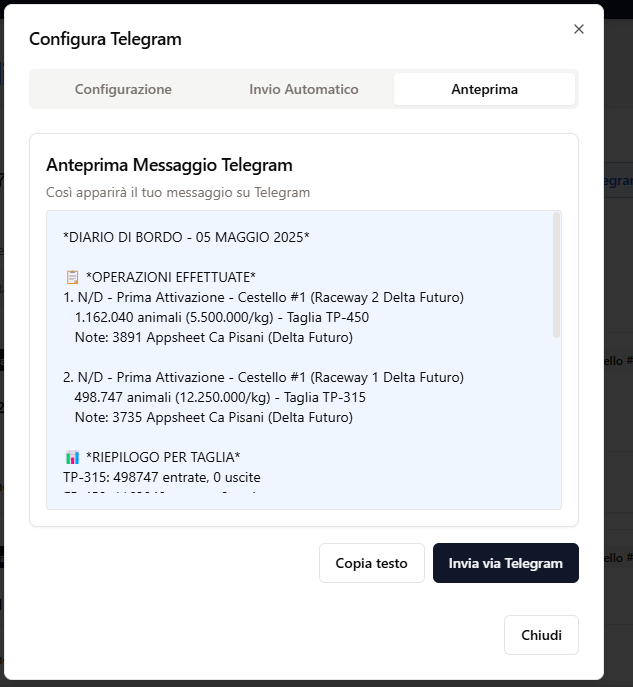 Configura Telegram
Configurazione Invio Automatico Anteprima
Anteprima Messaggio Telegram
Così apparirà il tuo messaggio su Telegram
*DIARIO DI BORDO - 05 MAGGIO 2025*
📋 *OPERAZIONI EFFETTUATE*
1. N/D - Prima Attivazione - Cestello #1 (Raceway 2 Delta Futuro)
1.162.040 animali (5.500.000/kg) - Taglia TP-450
Note: 3891 Appsheet Ca Pisani (Delta Futuro)
2. N/D - Prima Attivazione - Cestello #1 (Raceway 1 Delta Futuro)
498.747 animali (12.250.000/kg) - Taglia TP-315
Note: 3735 Appsheet Ca Pisani (Delta Futuro)
📊 *RIEPILOGO PER TAGLIA*
TP-315: 498747 entrate, 0 uscite
Copia testo Invia via Telegram
Chiudi